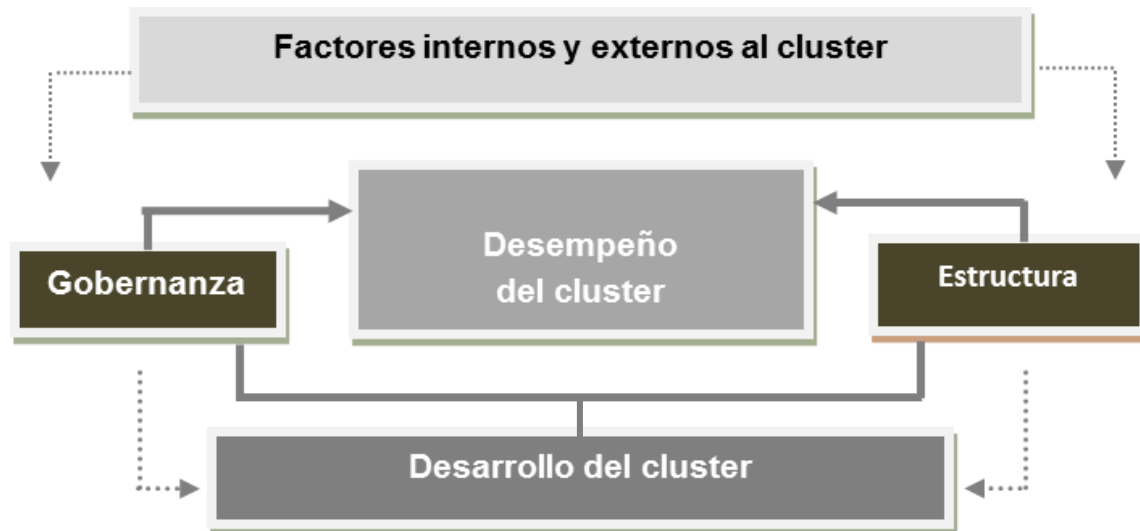 Factores internos y externos al cluster
Desempeño
del cluster
Gobernanza
Estructura
Desarrollo del cluster